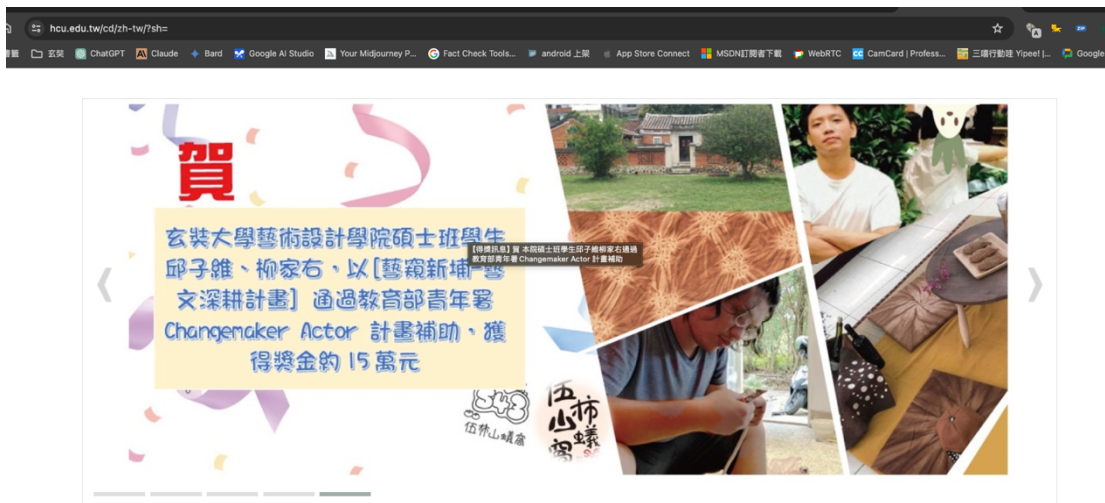 hcu.edu.tw/cd/zh-tw/?sh=
玄奘 ChatGPT Claude Bard Google AI Studio Your Midjourney P... Fact Check Tools... android 上架 App Store Connect MSDN訂閱者下載 WebRTC CamCard | Profess... 三嘻行動哇 Yipee! |... Google
賀
玄奘大學藝術設計學院碩士班學生
邱子維、柳家右，以[藝窺新埔-藝
文深耕計畫] 通過教育部青年署
Changemaker Actor 計畫補助，獲
得獎金約 15 萬元
【得獎訊息】賀 本院碩士班學生邱子維柳家右通過
教育部青年署 Changemaker Actor 計畫補助
543
伍柿山蟻窩
伍柿
山蟻
窩